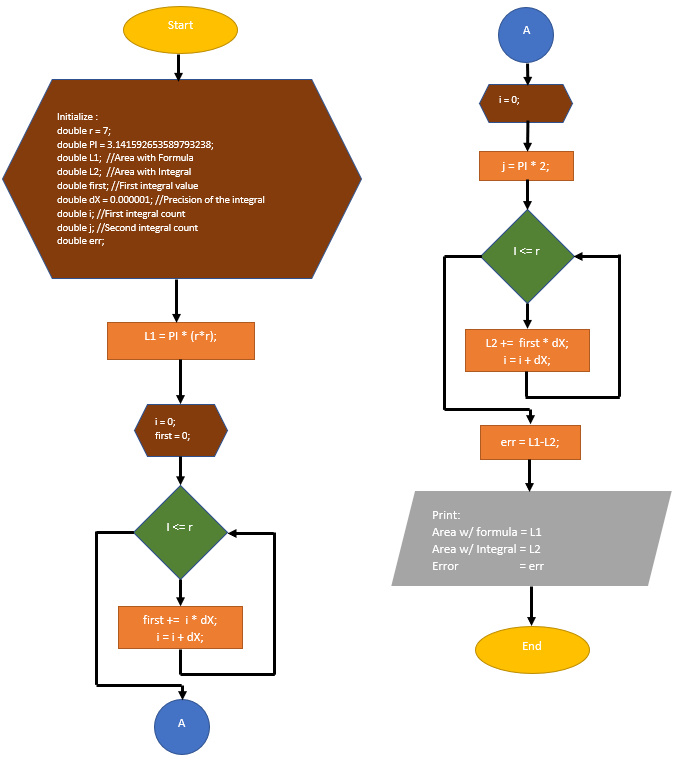 Start
Initialize :
double r = 7;
double PI = 3.141592653589793238;
double L1;  //Area with Formula
double L2;  //Area with Integral
double first; //First integral value
double dX = 0.000001; //Precision of the integral
double i; //First integral count
double j; //Second integral count
double err;
L1 = PI * (r*r);
i = 0;
first = 0;
I <= r
first +=  i * dX;
i = i + dX;
A
A
i = 0;
j = PI * 2;
I <= r
L2 +=  first * dX;
i = i + dX;
err = L1-L2;
Print:
Area w/ formula = L1
Area w/ Integral = L2
Error = err
End